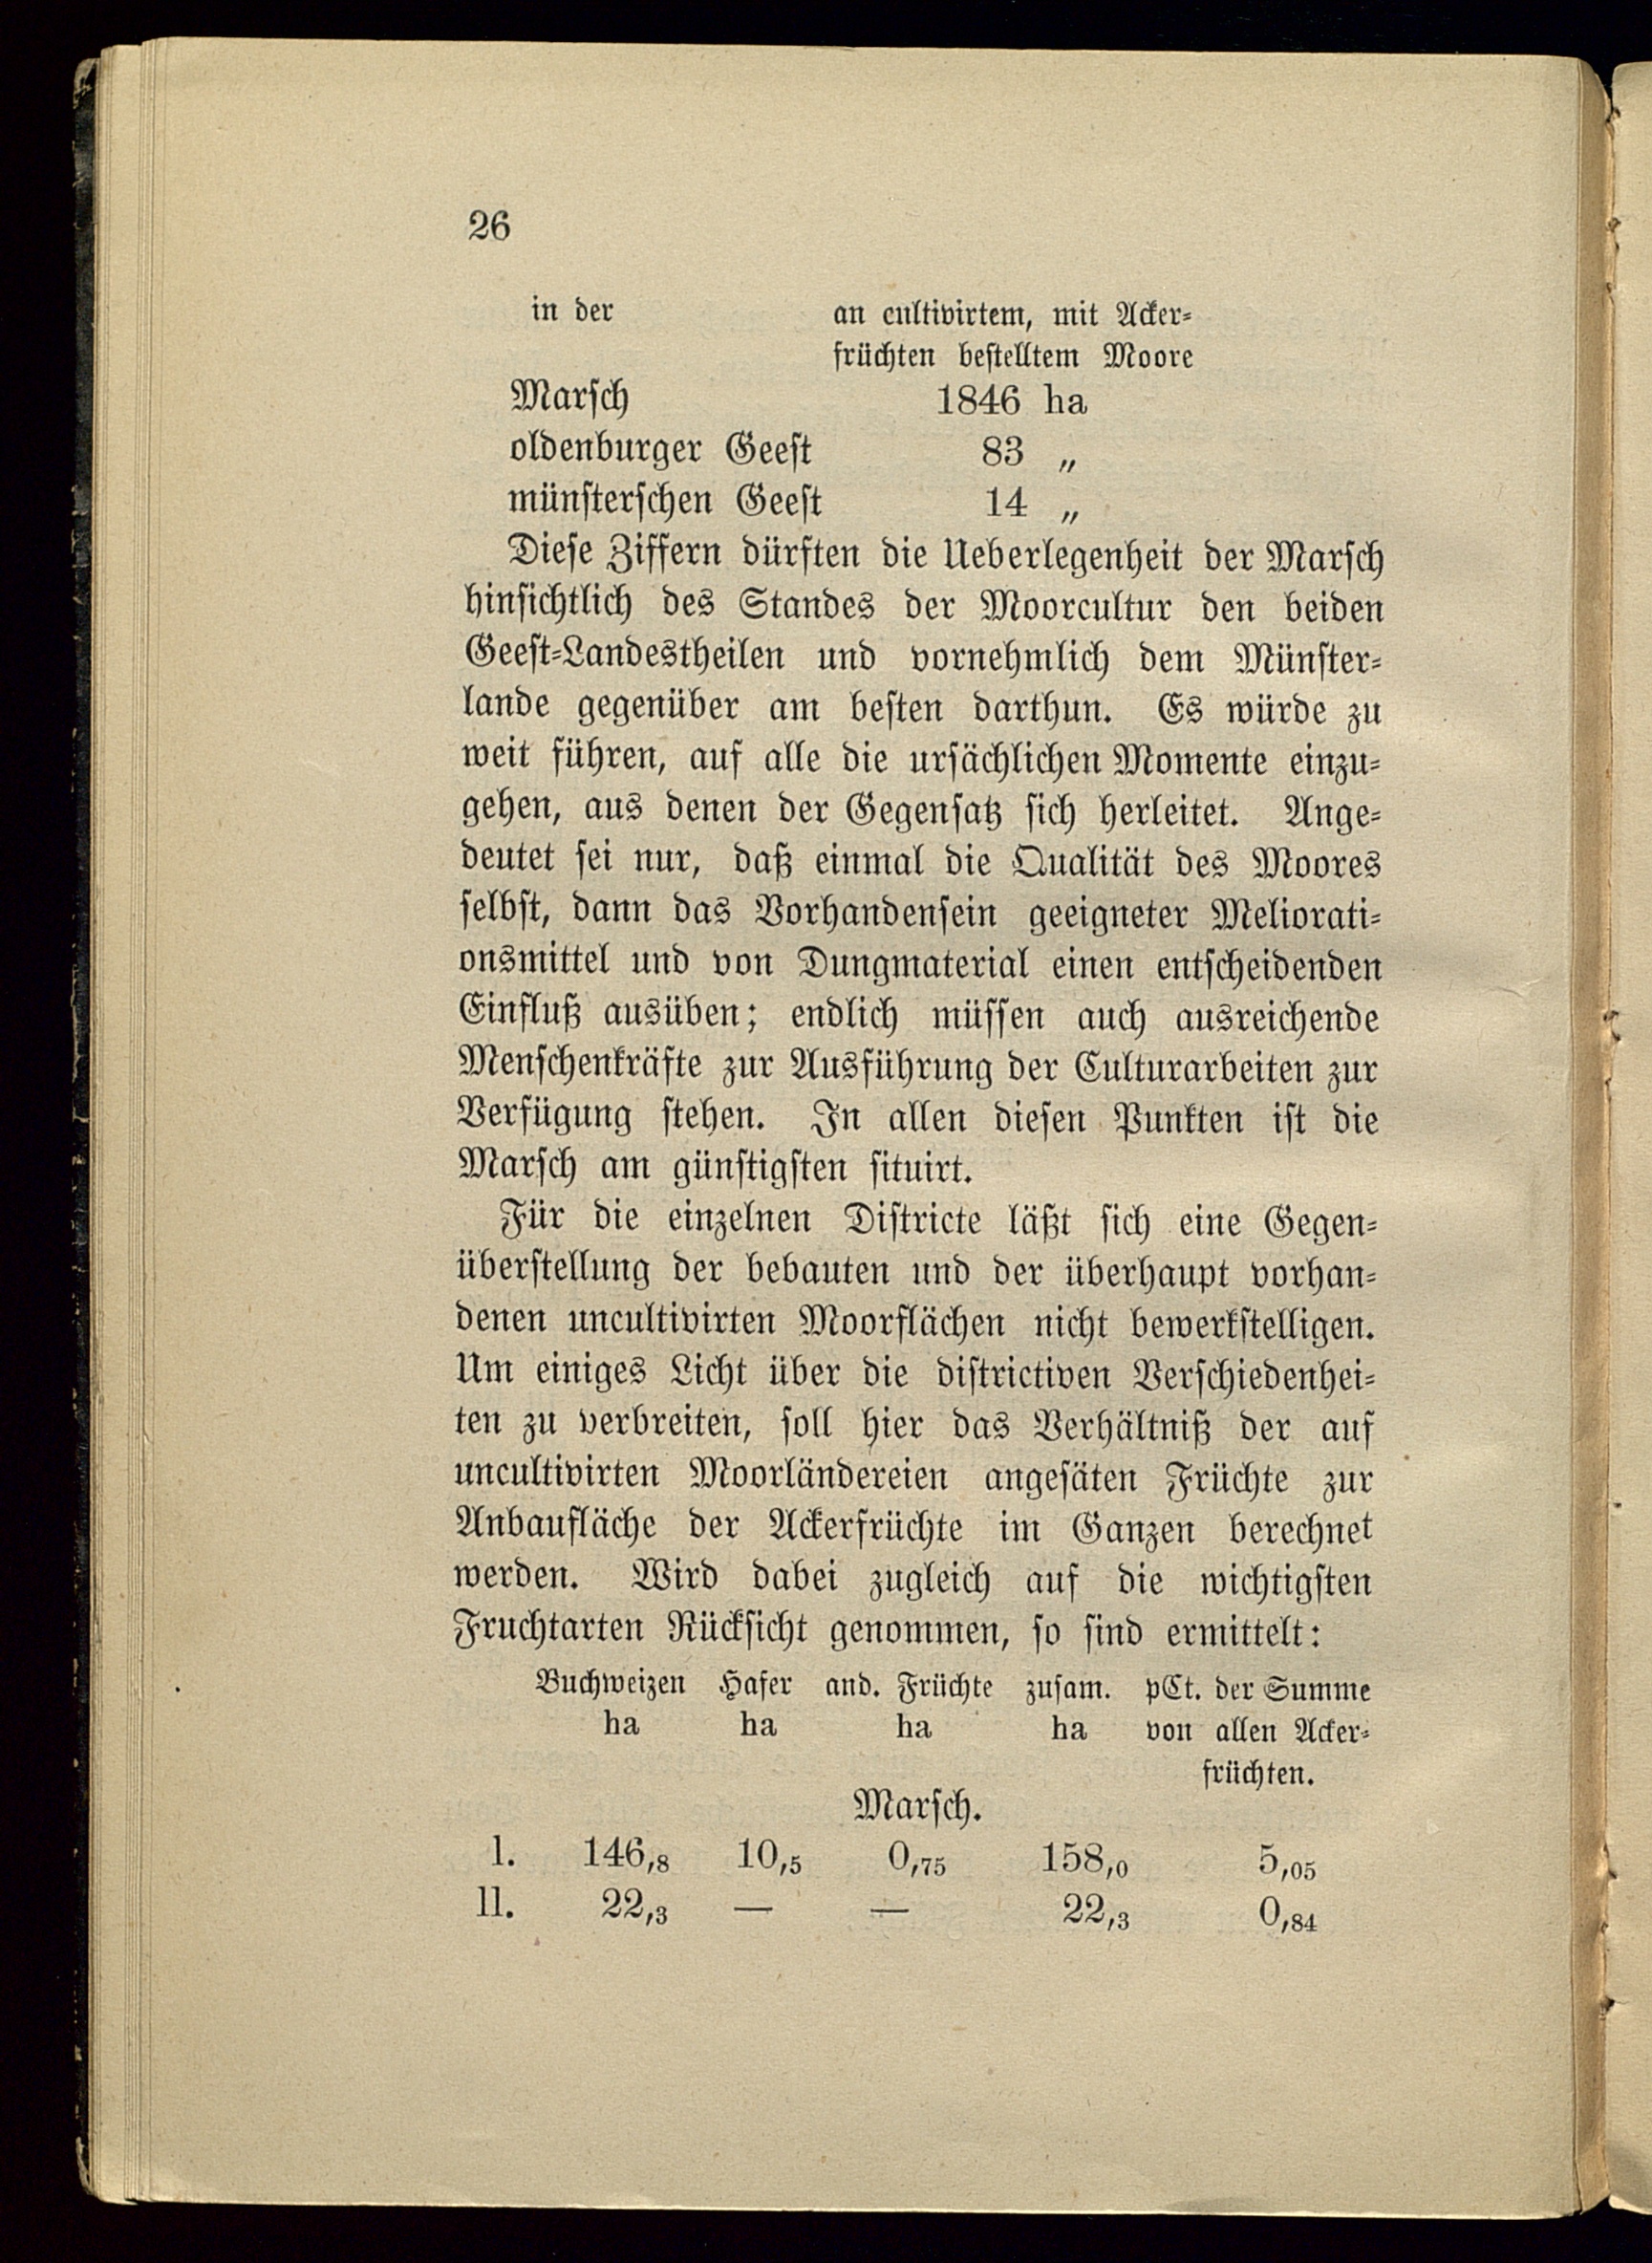 26
in der an cultivirtem, mit Acker-
früchten bestelltem Moore
Marsch 1846 ha
oldenburger Geest 83 „
münsterschen Geest 14 „
Diese Ziffern dürften die Ueberlegenheit der Marsch
hinsichtlich des Standes der Moorcultur den beiden
Geest-Landestheilen und vornehmlich dem Münster-
lande gegenüber am besten darthun. Es würde zu
weit führen, auf alle die ursächlichen Momente einzu-
gehen, aus denen der Gegensatz sich herleitet. Ange-
deutet sei nur, daß einmal die Qualität des Moores
selbst, dann das Vorhandensein geeigneter Meliorati-
onsmittel und von Dungmaterial einen entscheidenden
Einfluß ausüben; endlich müssen auch ausreichende
Menschenkräfte zur Ausführung der Culturarbeiten zur
Verfügung stehen. In allen diesen Punkten ist die
Marsch am günstigsten situirt.
Für die einzelnen Districte läßt sich eine Gegen-
überstellung der bebauten und der überhaupt vorhan-
denen uncultivirten Moorflächen nicht bewerkstelligen.
Um einiges Licht über die districtiven Verschiedenhei-
ten zu verbreiten, soll hier das Verhältniß der auf
uncultivirten Moorländereien angesäten Früchte zur
Anbaufläche der Ackerfrüchte im Ganzen berechnet
werden. Wird dabei zugleich auf die wichtigsten
Fruchtarten Rücksicht genommen, so sind ermittelt:
Buchweizen Hafer and. Früchte zusam. pCt. der Summe
ha ha ha ha von allen Acker-
früchten.
Marsch.
I. 146,8 10,5 0,75 158,0 5,05
II. 22,3 — — 22,3 0,84